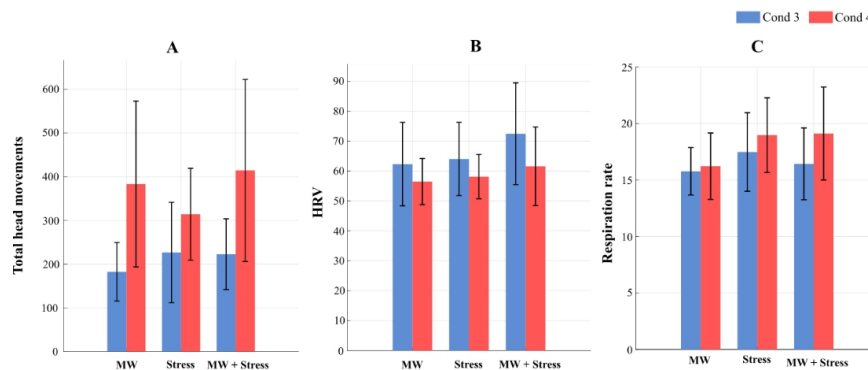 Cond 3 Cond 4
A
Total head movements
600
500
400
300
200
100
0
MW Stress MW + Stress
B
HRV
90
80
70
60
50
40
30
20
10
0
MW Stress MW + Stress
C
Respiration rate
25
20
15
10
5
0
MW Stress MW + Stress